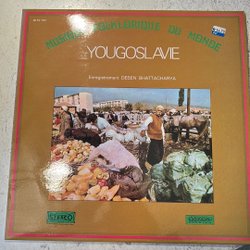 MUSIQUE FOLKLORIQUE DU MONDE
YOUGOSLAVIE
Enregistrement DEBEN BHATTACHARYA
STEREO